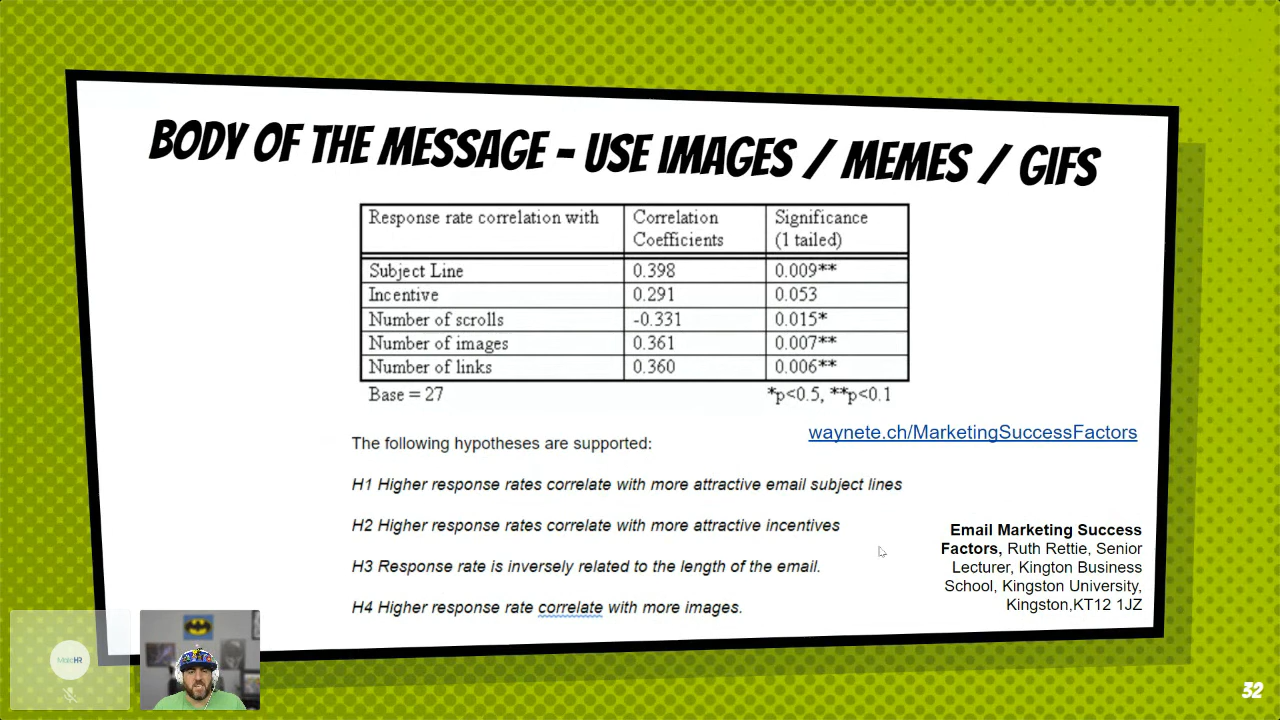 BODY OF THE MESSAGE - USE IMAGES / MEMES / GIFS
Response rate correlation with Correlation Coefficients Significance (1 tailed)
Subject Line 0.398 0.009**
Incentive 0.291 0.053
Number of scrolls -0.331 0.015*
Number of images 0.361 0.007**
Number of links 0.360 0.006**
Base = 27 *p<0.5, **p<0.1
waynete.ch/MarketingSuccessFactors
The following hypotheses are supported:
H1 Higher response rates correlate with more attractive email subject lines
H2 Higher response rates correlate with more attractive incentives
H3 Response rate is inversely related to the length of the email.
H4 Higher response rate correlate with more images.
Email Marketing Success
Factors, Ruth Rettie, Senior
Lecturer, Kington Business
School, Kingston University,
Kingston,KT12 1JZ
32